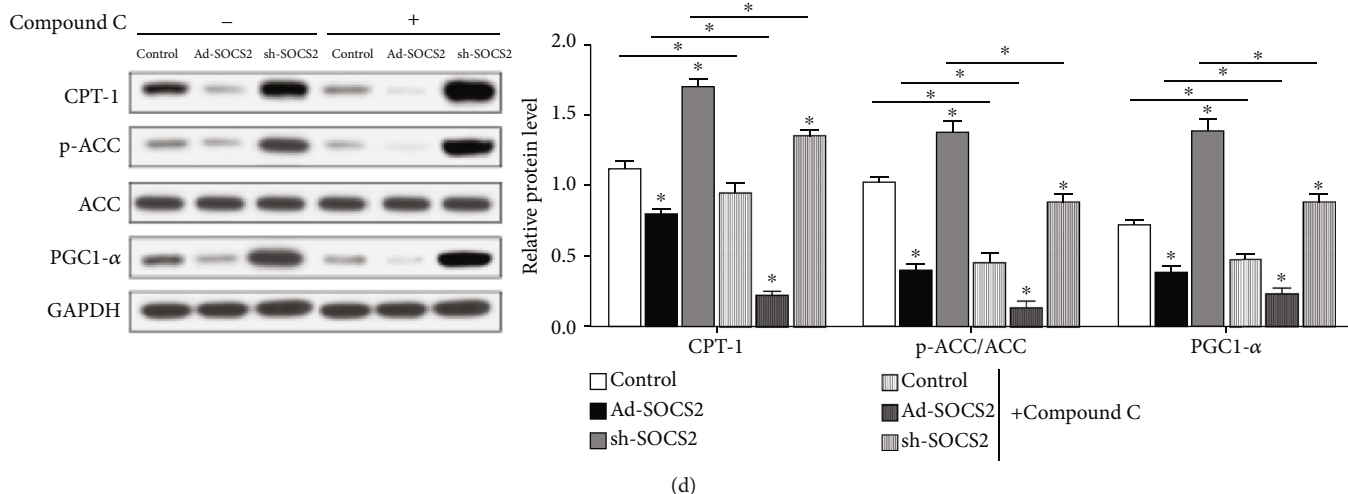 Compound C – +
Control Ad-SOCS2 sh-SOCS2 Control Ad-SOCS2 sh-SOCS2
CPT-1
p-ACC
ACC
PGC1-α
GAPDH
Relative protein level
2.0
1.5
1.0
0.5
0.0
* * * * * * * * *
* * * * * * * * * * * *
CPT-1 p-ACC/ACC PGC1-α
Control
Ad-SOCS2
sh-SOCS2
Control
Ad-SOCS2
sh-SOCS2
+Compound C
(d)